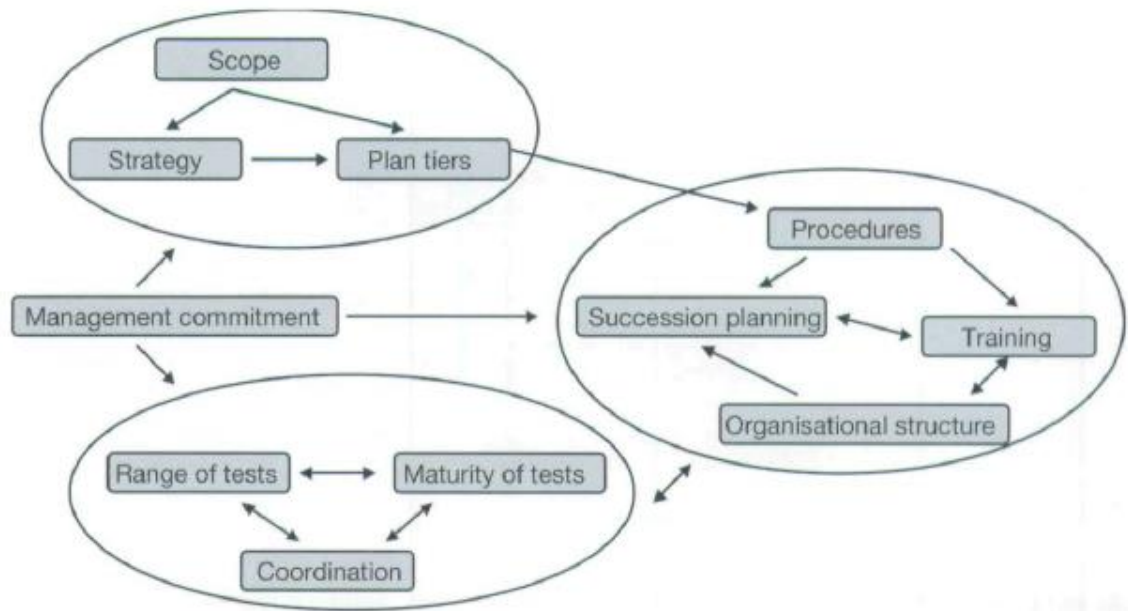 Scope
Strategy
Plan tiers
Procedures
Management commitment
Succession planning
Training
Organisational structure
Range of tests
Maturity of tests
Coordination